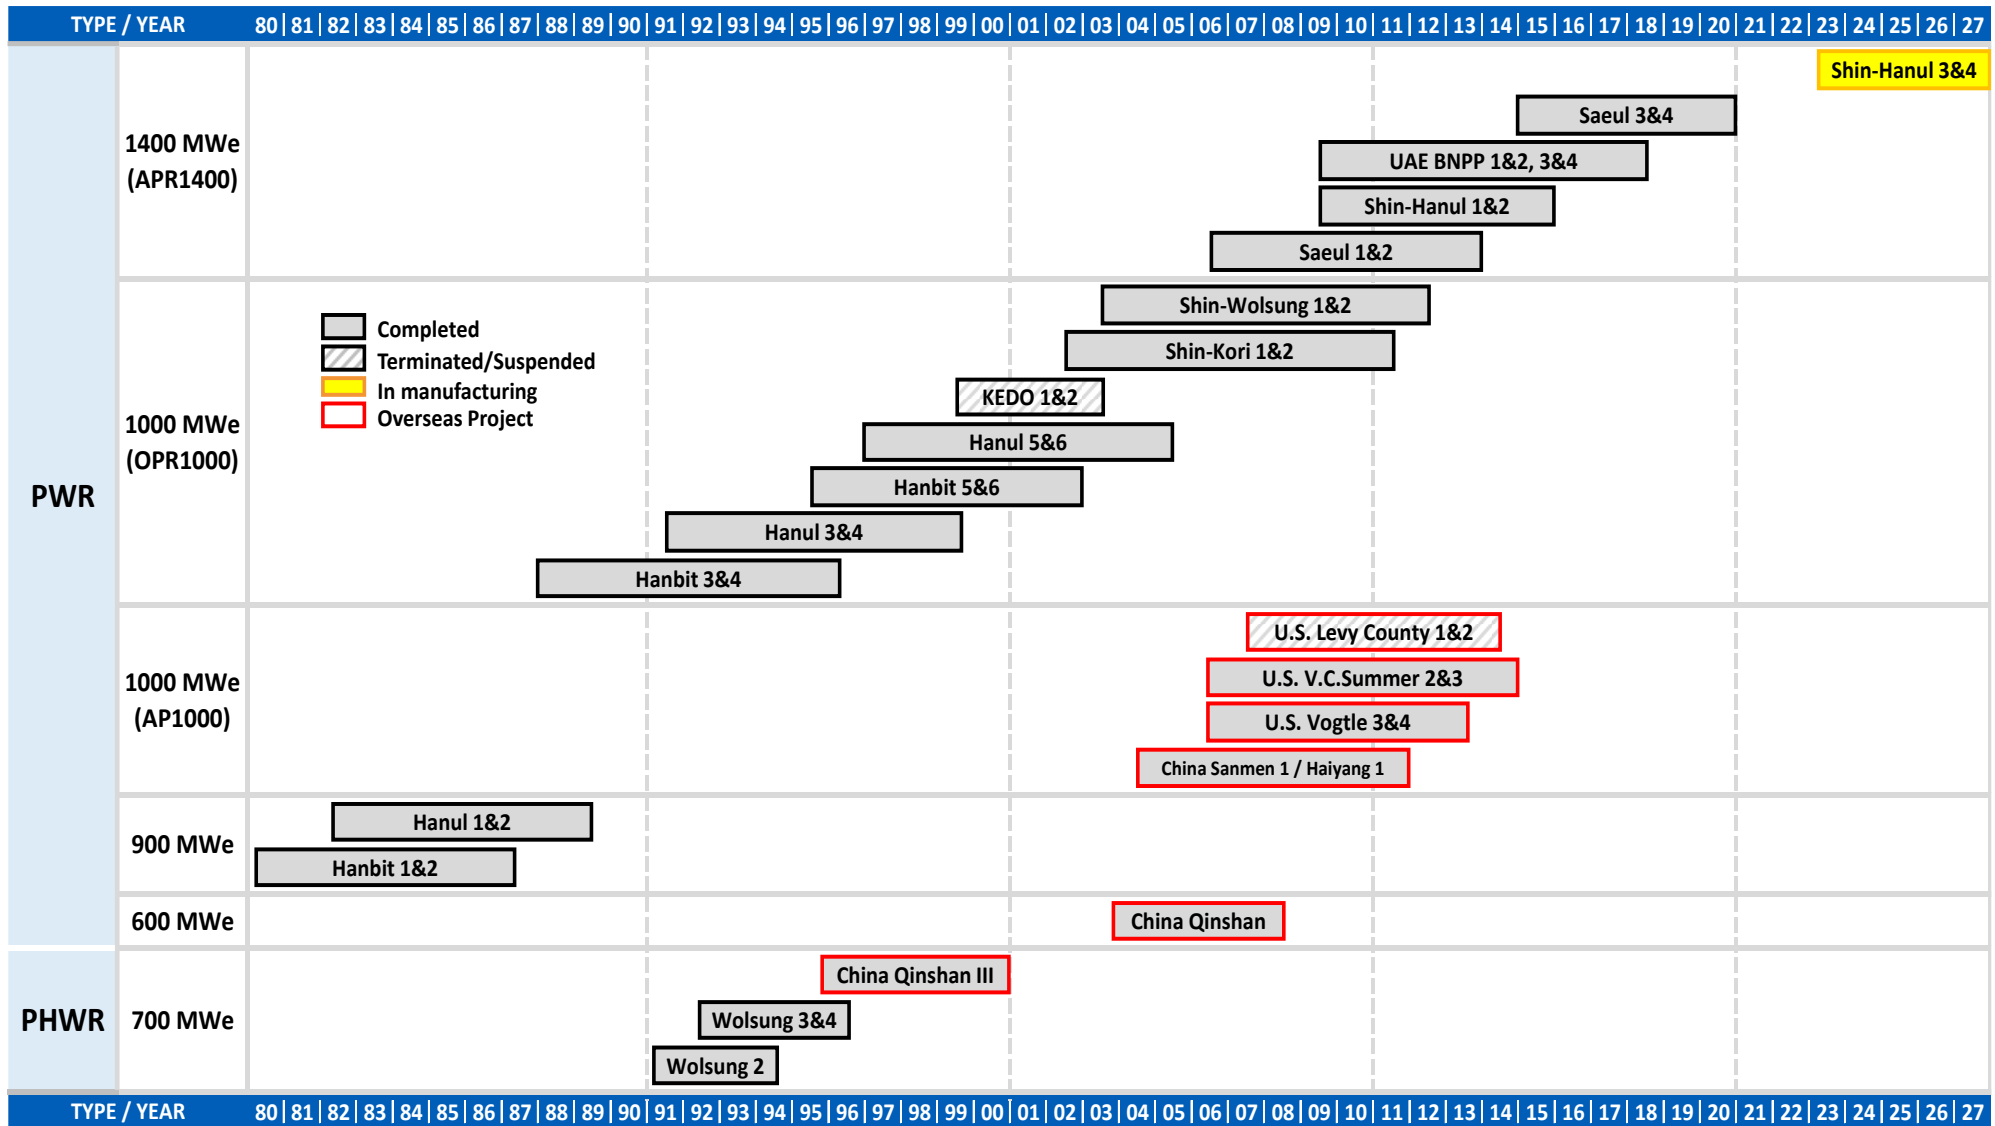 TYPE / YEAR 80 | 81 | 82 | 83 | 84 | 85 | 86 | 87 | 88 | 89 | 90 | 91 | 92 | 93 | 94 | 95 | 96 | 97 | 98 | 99 | 00 | 01 | 02 | 03 | 04 | 05 | 06 | 07 | 08 | 09 | 10 | 11 | 12 | 13 | 14 | 15 | 16 | 17 | 18 | 19 | 20 | 21 | 22 | 23 | 24 | 25 | 26 | 27
PWR
1400 MWe
(APR1400)
Shin-Hanul 3&4
Saeul 3&4
UAE BNPP 1&2, 3&4
Shin-Hanul 1&2
Saeul 1&2
1000 MWe
(OPR1000)
Completed
Terminated/Suspended
In manufacturing
Overseas Project
Shin-Wolsung 1&2
Shin-Kori 1&2
KEDO 1&2
Hanul 5&6
Hanbit 5&6
Hanul 3&4
Hanbit 3&4
1000 MWe
(AP1000)
U.S. Levy County 1&2
U.S. V.C.Summer 2&3
U.S. Vogtle 3&4
China Sanmen 1 / Haiyang 1
900 MWe
Hanul 1&2
Hanbit 1&2
600 MWe
China Qinshan
PHWR
700 MWe
China Qinshan III
Wolsung 3&4
Wolsung 2
TYPE / YEAR 80 | 81 | 82 | 83 | 84 | 85 | 86 | 87 | 88 | 89 | 90 | 91 | 92 | 93 | 94 | 95 | 96 | 97 | 98 | 99 | 00 | 01 | 02 | 03 | 04 | 05 | 06 | 07 | 08 | 09 | 10 | 11 | 12 | 13 | 14 | 15 | 16 | 17 | 18 | 19 | 20 | 21 | 22 | 23 | 24 | 25 | 26 | 27